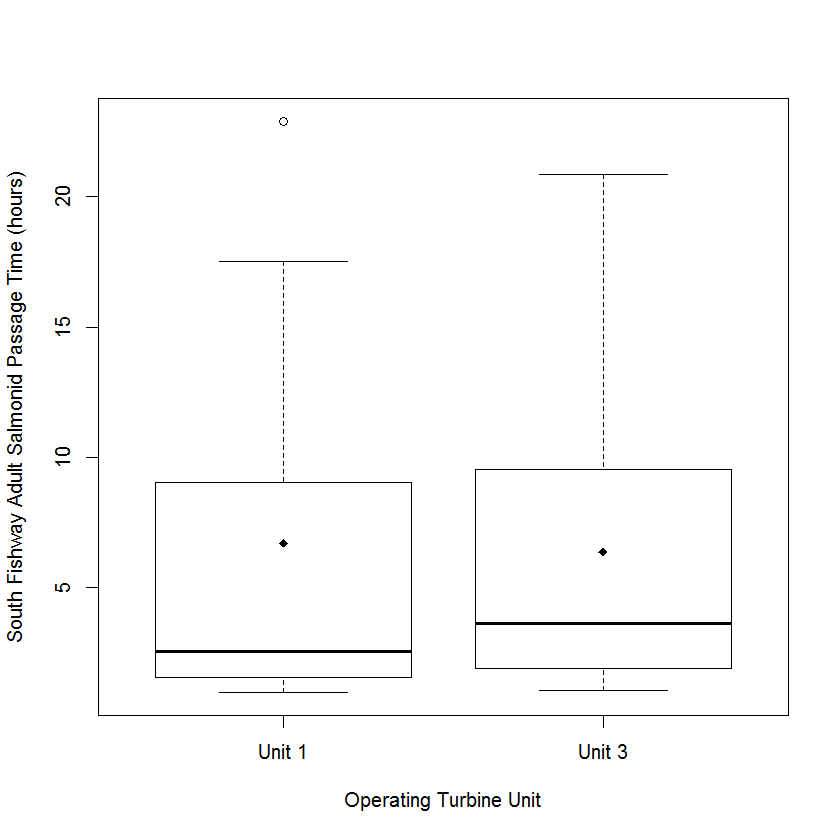 South Fishway Adult Salmonid Passage Time (hours)
20
15
10
5
Unit 1
Unit 3
Operating Turbine Unit